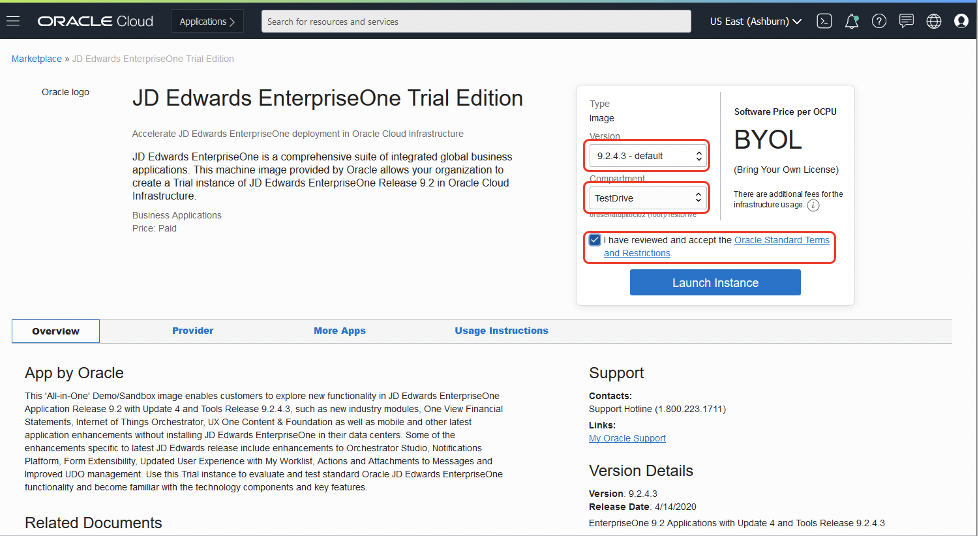 ORACLE Cloud
Applications
Search for resources and services
US East (Ashburn)
Marketplace » JD Edwards EnterpriseOne Trial Edition
Oracle logo
JD Edwards EnterpriseOne Trial Edition
Accelerate JD Edwards EnterpriseOne deployment in Oracle Cloud Infrastructure
JD Edwards EnterpriseOne is a comprehensive suite of integrated global business
applications. This machine image provided by Oracle allows your organization to
create a Trial instance of JD Edwards EnterpriseOne Release 9.2 in Oracle Cloud
Infrastructure.
Business Applications
Price: Paid
Type
Image
Version
9.2.4.3 - default
Compartment
TestDrive
I have reviewed and accept the Oracle Standard Terms
and Restrictions.
Launch Instance
Software Price per OCPU
BYOL
(Bring Your Own License)
There are additional fees for the
infrastructure usage.
Overview
Provider
More Apps
Usage Instructions
App by Oracle
This 'All-in-One' Demo/Sandbox image enables customers to explore new functionality in JD Edwards EnterpriseOne
Application Release 9.2 with Update 4 and Tools Release 9.2.4.3, such as new industry modules, One View Financial
Statements, Internet of Things Orchestrator, UX One Content & Foundation as well as mobile and other latest
application enhancements without installing JD Edwards EnterpriseOne in their data centers. Some of the
enhancements specific to latest JD Edwards release include enhancements to Orchestrator Studio, Notifications
Platform, Form Extensibility, Updated User Experience with My Worklist, Actions and Attachments to Messages and
Improved UDO management. Use this Trial instance to evaluate and test standard Oracle JD Edwards EnterpriseOne
functionality and become familiar with the technology components and key features.
Related Documents
Support
Contacts:
Support Hotline (1.800.223.1711)
Links:
My Oracle Support
Version Details
Version: 9.2.4.3
Release Date: 4/14/2020
EnterpriseOne 9.2 Applications with Update 4 and Tools Release 9.2.4.3